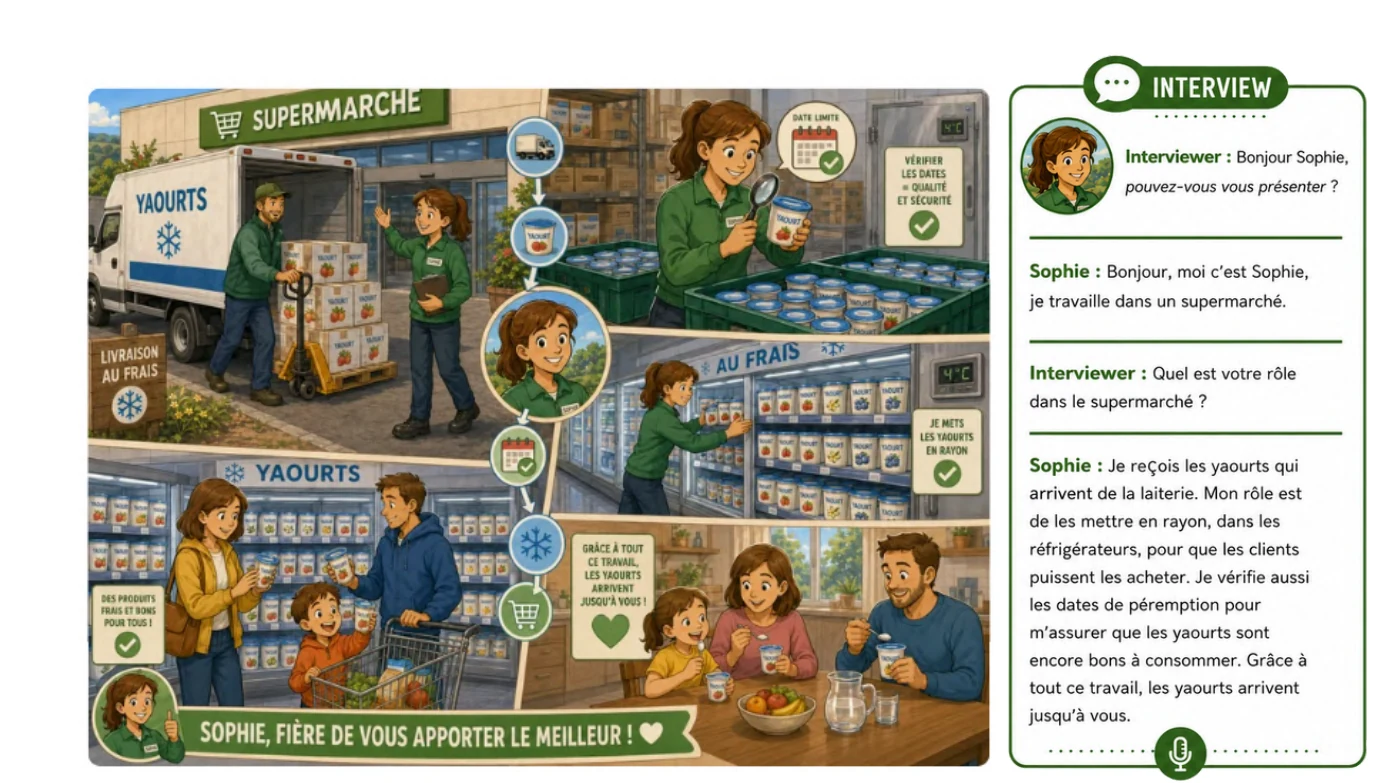 SUPERMARCHE
YAOURTS
LIVRAISON
AU FRAIS
DATE LIMITE
4°C
VÉRIFIER
LES DATES
= QUALITÉ
ET SÉCURITÉ
YAOURT
AU FRAIS
4°C
JE METS
LES YAOURTS
EN RAYON
YAOURTS
DES PRODUITS
FRAIS ET BONS
POUR TOUS !
GRÂCE À TOUT
CE TRAVAIL,
LES YAOURTS
ARRIVENT
JUSQU'À VOUS !
SOPHIE, FIÈRE DE VOUS APPORTER LE MEILLEUR !
INTERVIEW
Interviewer : Bonjour Sophie,
pouvez-vous vous présenter ?
Sophie : Bonjour, moi c'est Sophie,
je travaille dans un supermarché.
Interviewer : Quel est votre rôle
dans le supermarché ?
Sophie : Je reçois les yaourts qui
arrivent de la laiterie. Mon rôle est
de les mettre en rayon, dans les
réfrigérateurs, pour que les clients
puissent les acheter. Je vérifie aussi
les dates de péremption pour
m'assurer que les yaourts sont
encore bons à consommer. Grâce à
tout ce travail, les yaourts arrivent
jusqu'à vous.